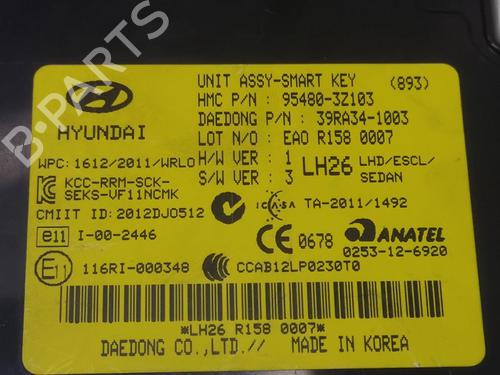 UNIT ASSY-SMART KEY (893)
HYUNDAI
HMC P/N : 95480-3Z103
DAEDONG P/N : 39RA34-1003
LOT N/O : EAO R158 0007
WPC:1612/2011/WRLO
H/W VER : 1
S/W VER : 3
LH26 LHD/ESCL/
SEDAN
KCC-RRM-SCK-
SEKS-VF11NCMK
CMIIT ID:2012DJ0512
ICASA TA-2011/1492
e11 I-00-2446
CE 0678 ANATEL
0253-12-6920
E11 116RI-000348
CCAB12LP0230T0
*LH26 R158 0007*
DAEDONG CO.,LTD.// MADE IN KOREA
B-PARTS